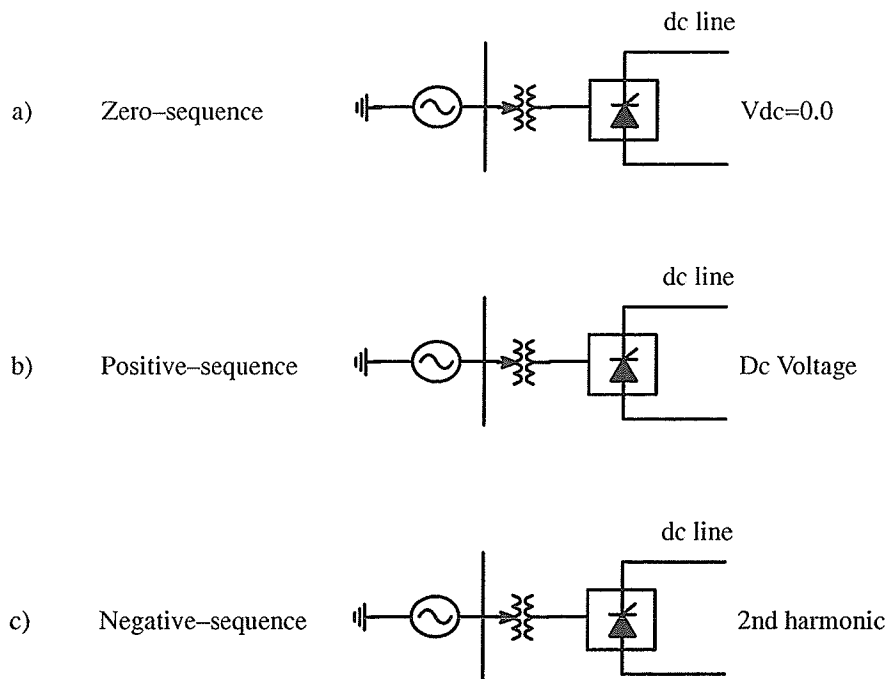 dc line
a) Zero–sequence Vdc=0.0
dc line
b) Positive–sequence Dc Voltage
dc line
c) Negative–sequence 2nd harmonic